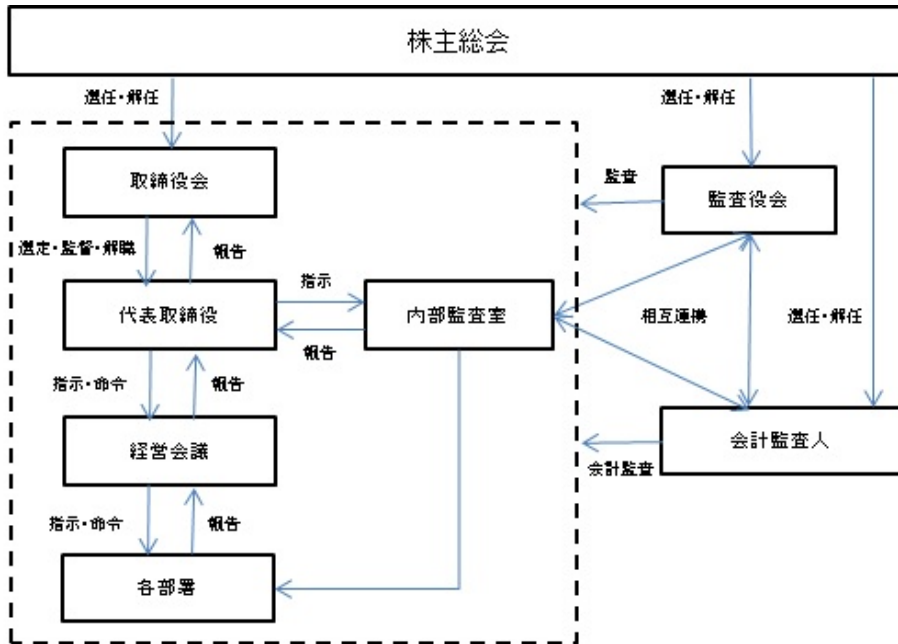 株主総会
選任・解任
選任・解任
取締役会
監査
監査役会
選定・監督・解職
報告
指示
代表取締役
内部監査室
相互連携
選任・解任
報告
指示・命令
報告
経営会議
会計監査人
会計監査
指示・命令
報告
各部署